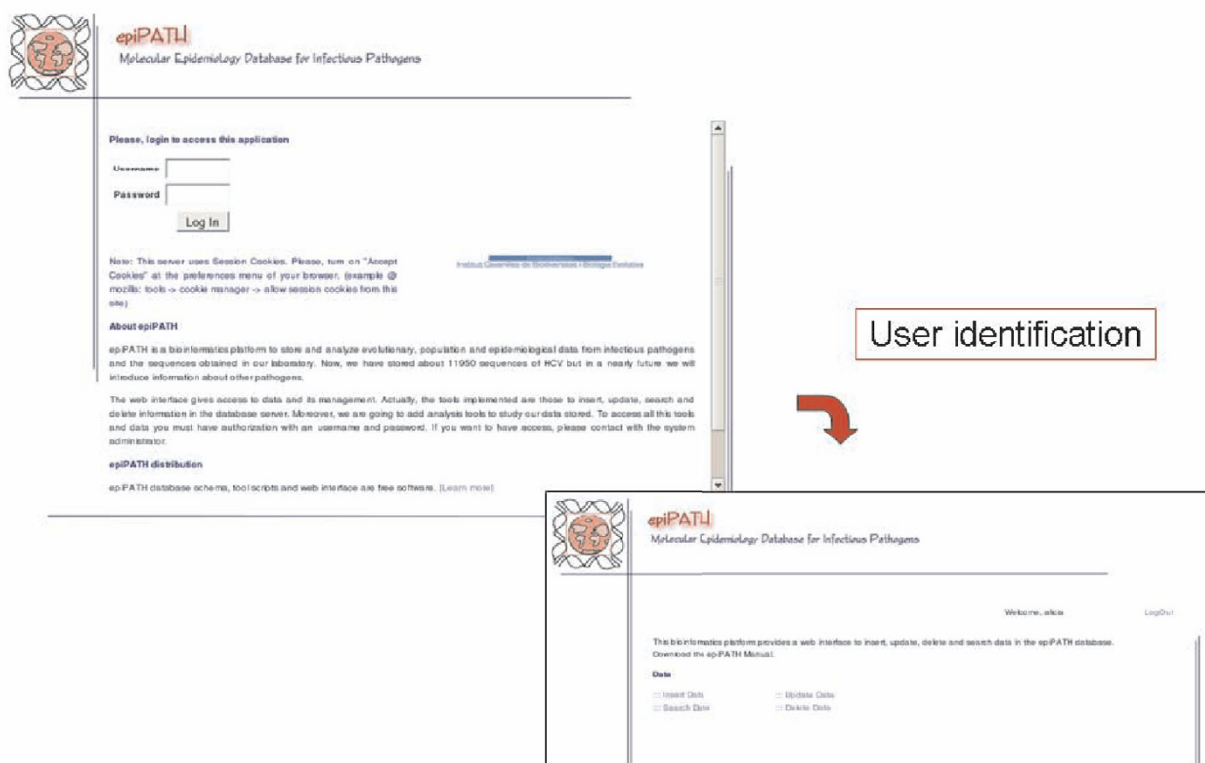 epiPATH
Molecular Epidemiology Database for Infectious Pathogens
Please, login to access this application
Username
Password
Log In
Note: This server uses Session Cookies. Please, turn on "Accept
Cookies" at the preferences menu of your browser. (example @
mozilla: tools -> cookie manager -> allow session cookies from this
site)
Institut Cavanilles de Biodiversitat i Biologia Evolutiva
About epiPATH
epiPATH is a bioinformatics platform to store and analyze evolutionary, population and epidemiological data from infectious pathogens
and the sequences obtained in our laboratory. Now, we have stored about 11950 sequences of HCV but in a nearly future we will
introduce information about other pathogens.
The web interface gives access to data and its management. Actually, the tools implemented are those to insert, update, search and
delete information in the database server. Moreover, we are going to add analysis tools to study our data stored. To access all this tools
and data you must have authorization with an username and password. If you want to have access, please contact with the system
administrator.
epiPATH distribution
epiPATH database schema, tool scripts and web interface are free software. [Learn more]
User identification
epiPATH
Molecular Epidemiology Database for Infectious Pathogens
Welcome, alicia
LogOut
This bioinformatics platform provides a web interface to insert, update, delete and search data in the epiPATH database.
Download the epiPATH Manual.
Data
::: Insert Data ::: Update Data
::: Search Data ::: Delete Data